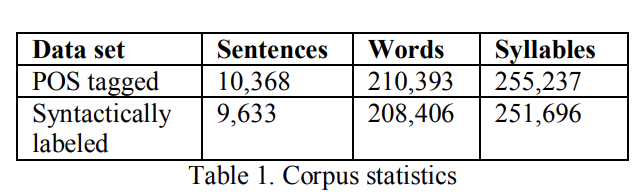 Data set Sentences Words Syllables
POS tagged 10,368 210,393 255,237
Syntactically 9,633 208,406 251,696
labeled
Table 1. Corpus statistics